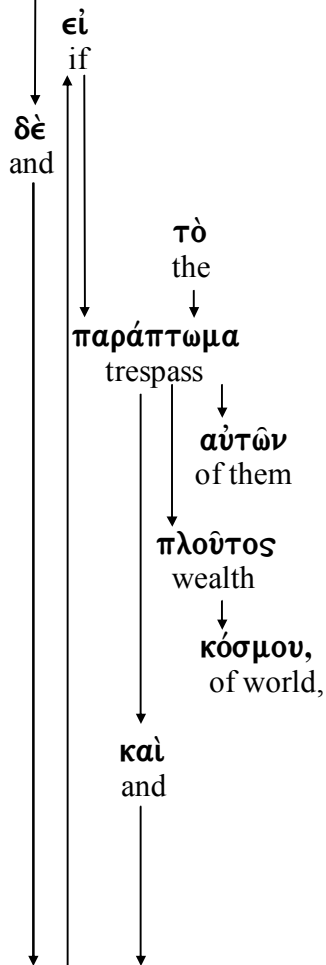 εἰ
if
δὲ
and
τὸ
the
παράπτωμα
trespass
αὐτῶν
of them
πλοῦτος
wealth
κόσμου,
of world,
καὶ
and